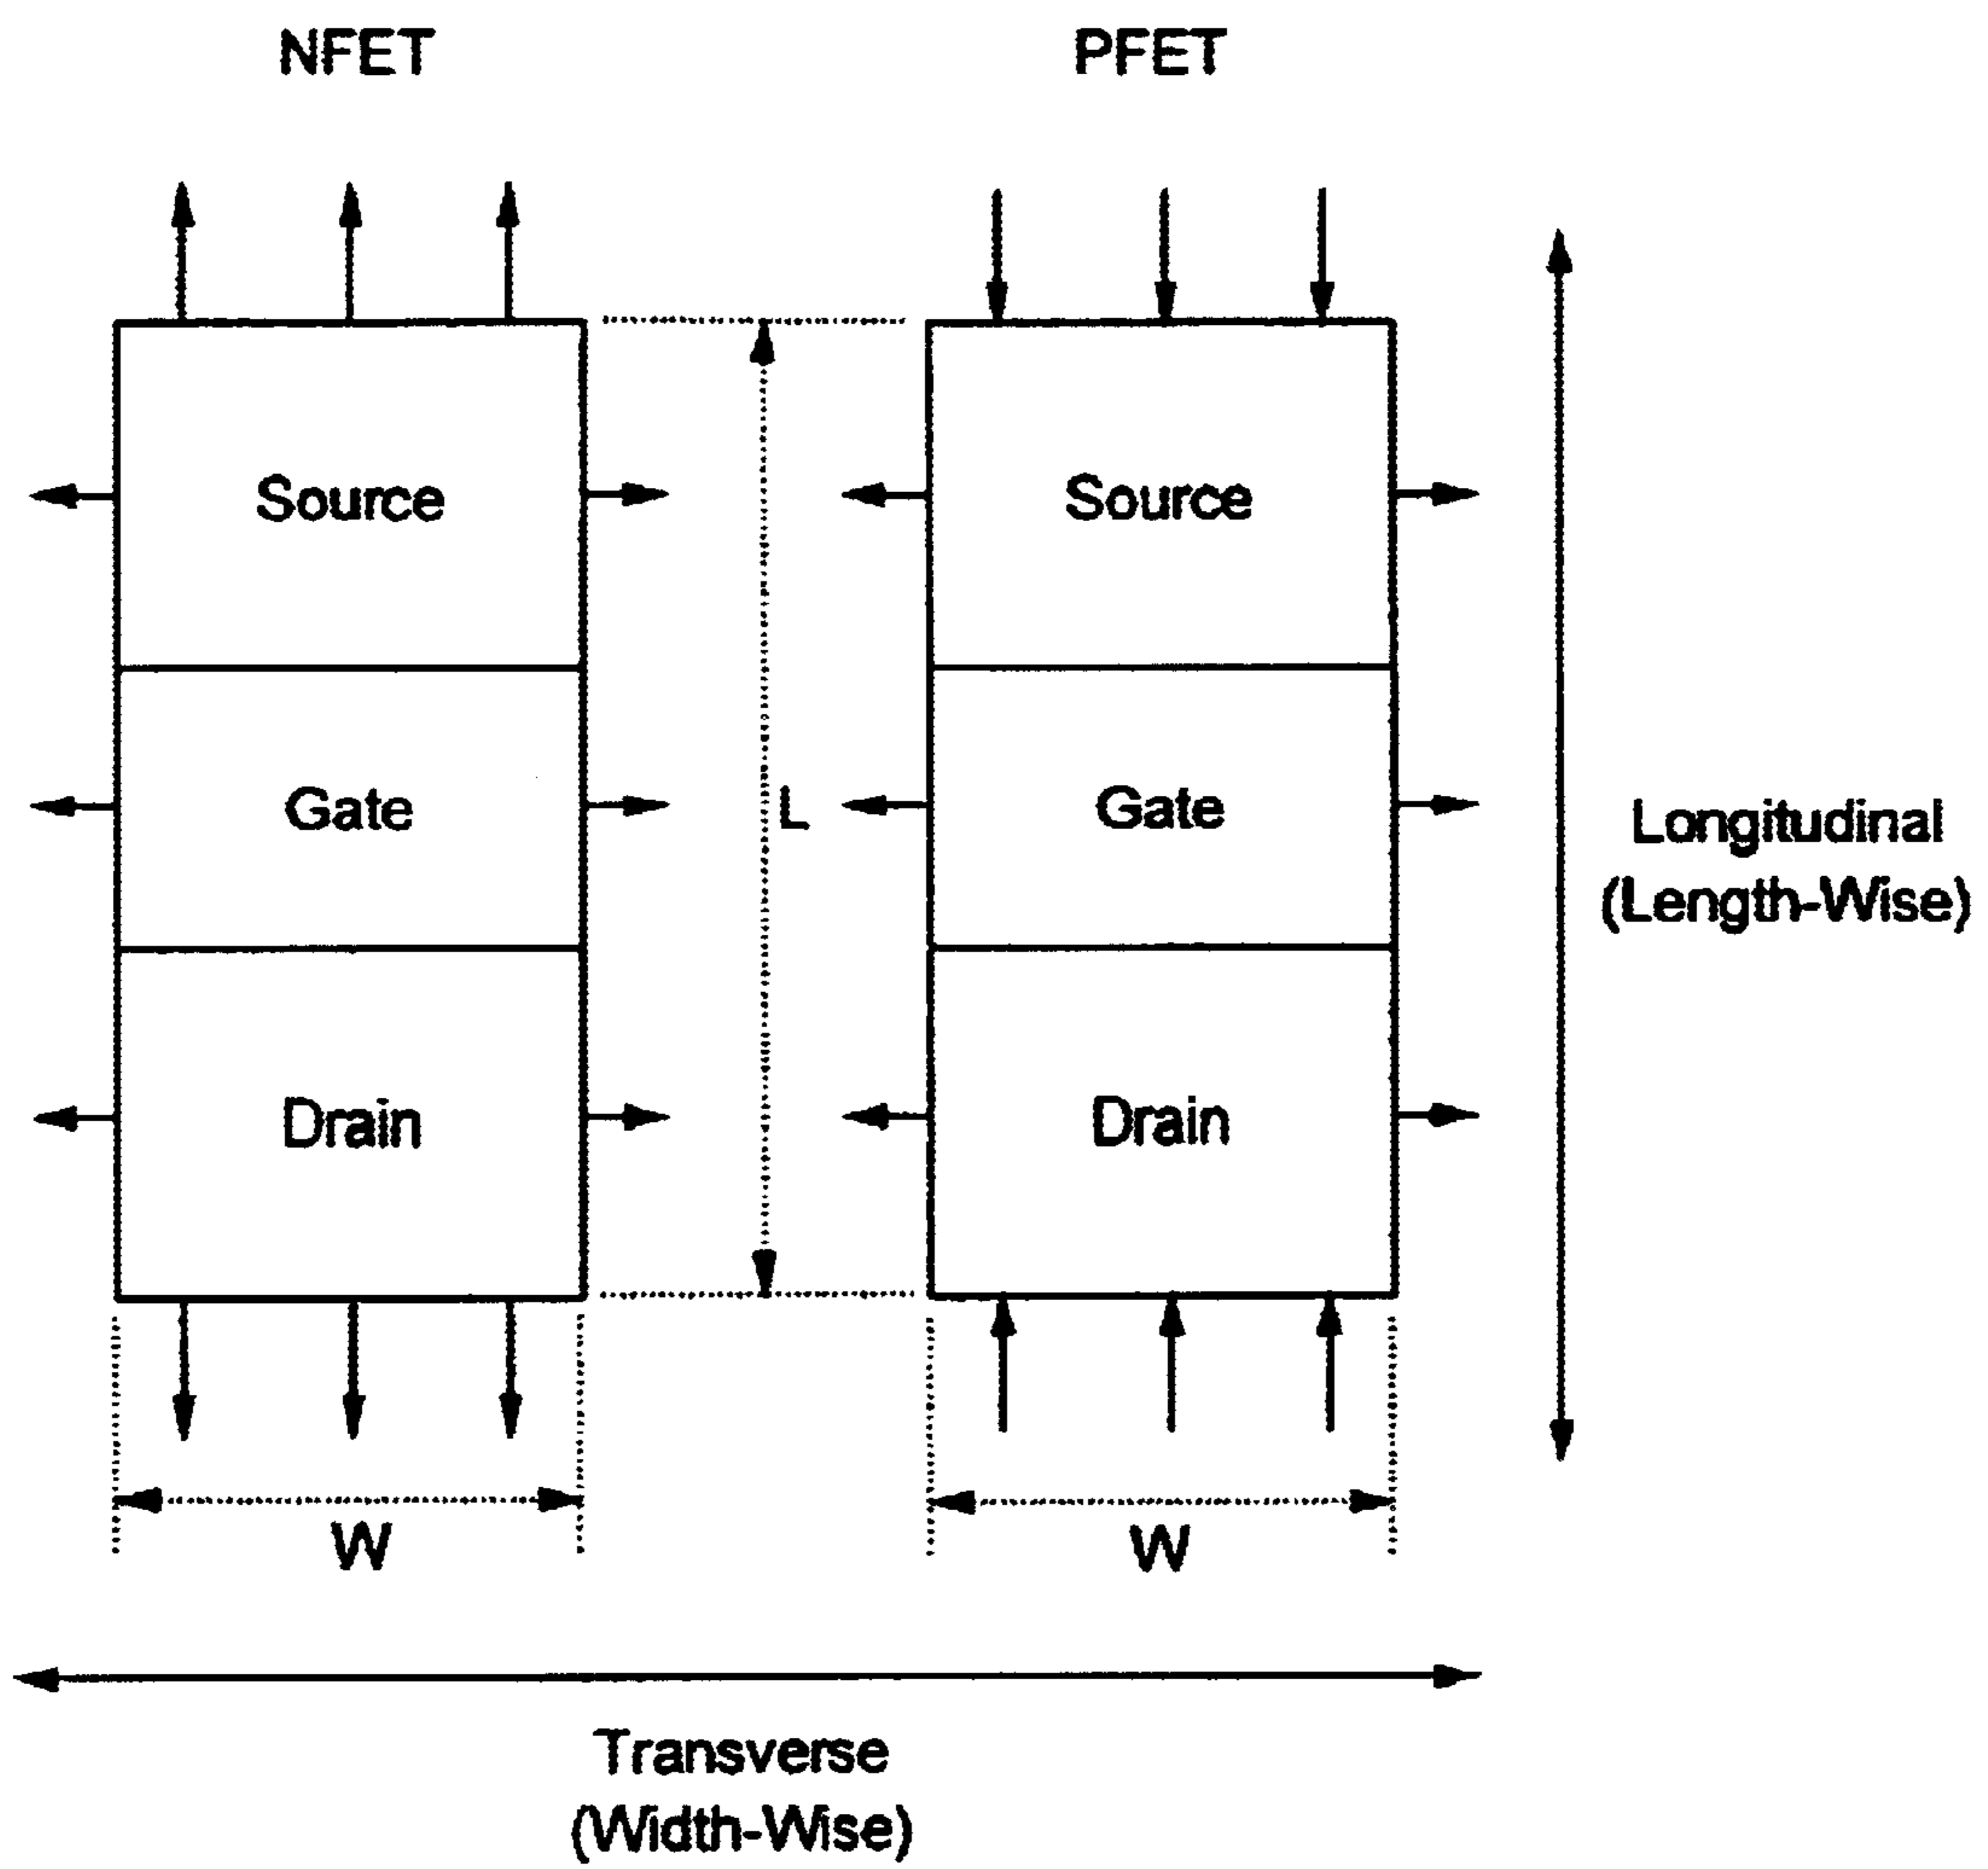 NFET
PFET
Source
Source
Gate
L
Gate
Longitudinal
(Length-Wise)
Drain
Drain
W
W
Transverse
(Width-Wise)